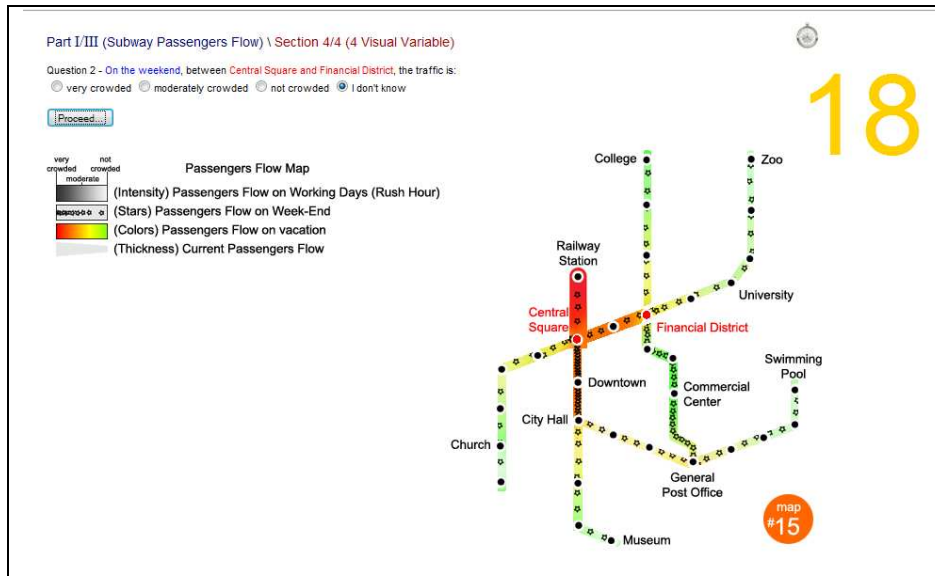 Part I/III (Subway Passengers Flow) \ Section 4/4 (4 Visual Variable)
Question 2 - On the weekend, between Central Square and Financial District, the traffic is:
very crowded moderately crowded not crowded I don't know
Proceed...
18
very crowded
not crowded
moderate
Passengers Flow Map
(Intensity) Passengers Flow on Working Days (Rush Hour)
(Stars) Passengers Flow on Week-End
(Colors) Passengers Flow on vacation
(Thickness) Current Passengers Flow
College
Zoo
Railway
Station
University
Central
Square
Financial District
Swimming
Pool
Downtown
Commercial
Center
City Hall
Church
General
Post Office
Museum
map
#15